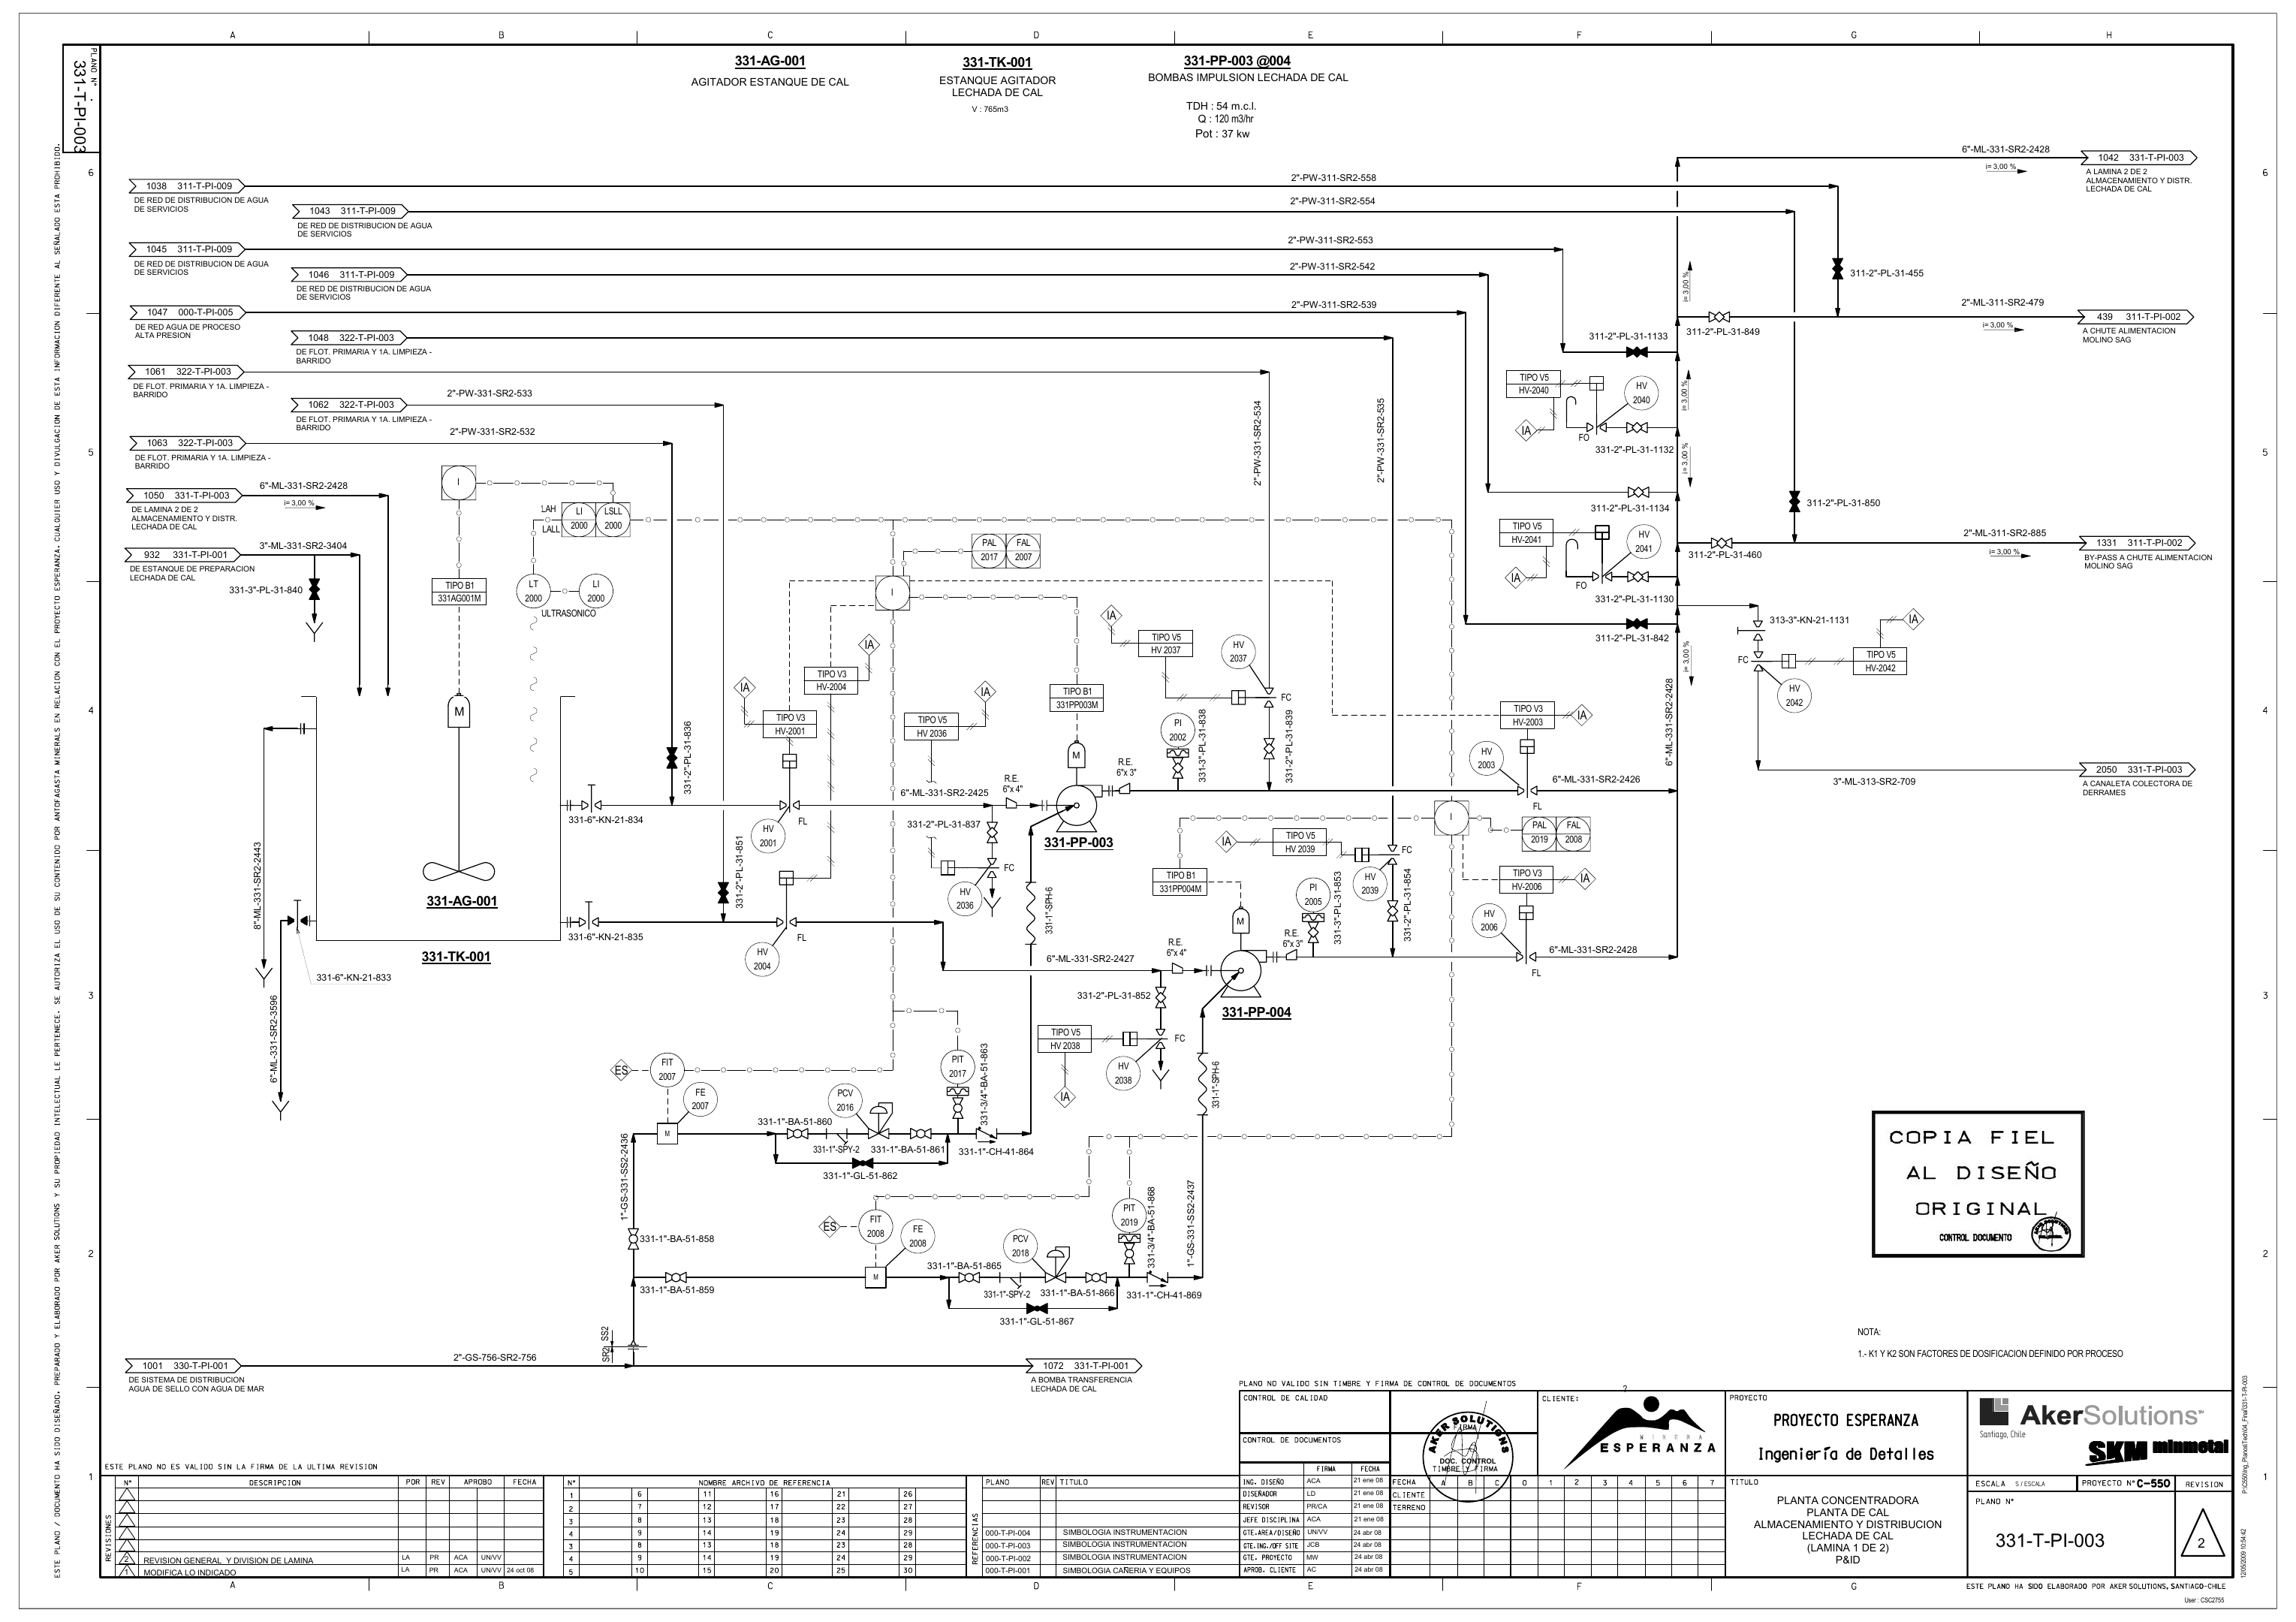 PLANO N°
331-T-PI-003
A B C D E F G H
331-AG-001
AGITADOR ESTANQUE DE CAL
331-TK-001
ESTANQUE AGITADOR
LECHADA DE CAL
V : 765m3
331-PP-003 @004
BOMBAS IMPULSION LECHADA DE CAL
TDH : 54 m.c.l.
Q : 120 m3/hr
Pot : 37 kw
6
5
4
3
2
1
6
5
4
3
2
1
1038 311-T-PI-009
DE RED DE DISTRIBUCION DE AGUA
DE SERVICIOS
1043 311-T-PI-009
DE RED DE DISTRIBUCION DE AGUA
DE SERVICIOS
1045 311-T-PI-009
DE RED DE DISTRIBUCION DE AGUA
DE SERVICIOS
1046 311-T-PI-009
DE RED DE DISTRIBUCION DE AGUA
DE SERVICIOS
1047 000-T-PI-005
DE RED AGUA DE PROCESO
ALTA PRESION
1048 322-T-PI-003
DE FLOT. PRIMARIA Y 1A. LIMPIEZA -
BARRIDO
1061 322-T-PI-003
DE FLOT. PRIMARIA Y 1A. LIMPIEZA -
BARRIDO
1062 322-T-PI-003
DE FLOT. PRIMARIA Y 1A. LIMPIEZA -
BARRIDO
1063 322-T-PI-003
DE FLOT. PRIMARIA Y 1A. LIMPIEZA -
BARRIDO
1050 331-T-PI-003
DE LAMINA 2 DE 2
ALMACENAMIENTO Y DISTR.
LECHADA DE CAL
932 331-T-PI-001
DE ESTANQUE DE PREPARACION
LECHADA DE CAL
2"-PW-311-SR2-558
2"-PW-311-SR2-554
2"-PW-311-SR2-553
2"-PW-311-SR2-542
2"-PW-311-SR2-539
2"-PW-331-SR2-533
2"-PW-331-SR2-532
6"-ML-331-SR2-2428
i= 3,00 %
3"-ML-331-SR2-3404
331-3"-PL-31-840
6"-ML-331-SR2-2428
i= 3,00 %
1042 331-T-PI-003
A LAMINA 2 DE 2
ALMACENAMIENTO Y DISTR.
LECHADA DE CAL
311-2"-PL-31-455
2"-ML-311-SR2-479
i= 3,00 %
439 311-T-PI-002
A CHUTE ALIMENTACION
MOLINO SAG
i= 3,00 %
311-2"-PL-31-1133
311-2"-PL-31-849
TIPO V5
HV-2040
HV
2040
IA
FO
331-2"-PL-31-1132
i= 3,00 %
i= 3,00 %
311-2"-PL-31-1134
311-2"-PL-31-850
2"-ML-311-SR2-885
i= 3,00 %
1331 311-T-PI-002
BY-PASS A CHUTE ALIMENTACION
MOLINO SAG
TIPO V5
HV-2041
HV
2041
IA
FO
311-2"-PL-31-460
331-2"-PL-31-1130
311-2"-PL-31-842
i= 3,00 %
6"-ML-331-SR2-2428
313-3"-KN-21-1131
FC
TIPO V5
HV-2042
IA
HV
2042
3"-ML-313-SR2-709
2050 331-T-PI-003
A CANALETA COLECTORA DE
DERRAMES
I
LAH
LALL
LI
2000
LSLL
2000
LT
2000
LI
2000
ULTRASONICO
TIPO B1
331AG001M
M
331-AG-001
331-TK-001
8"-ML-331-SR2-2443
6"-ML-331-SR2-3596
331-6"-KN-21-833
331-6"-KN-21-834
331-6"-KN-21-835
331-2"-PL-31-836
331-2"-PL-31-851
I
PAL
2017
FAL
2007
IA
TIPO V3
HV-2004
IA
TIPO V3
HV-2001
HV
2001
FL
HV
2004
FL
IA
TIPO V5
HV 2036
6"-ML-331-SR2-2425
331-2"-PL-31-837
FC
HV
2036
R.E.
6"x 4"
TIPO B1
331PP003M
M
331-PP-003
331-1"-SPH-6
R.E.
6"x 3"
IA
TIPO V5
HV 2037
HV
2037
FC
PI
2002
331-3"-PL-31-838
331-2"-PL-31-839
2"-PW-331-SR2-534
2"-PW-331-SR2-535
TIPO V3
HV-2003
IA
HV
2003
FL
6"-ML-331-SR2-2426
I
PAL
2019
FAL
2008
IA
TIPO V5
HV 2039
FC
HV
2039
331-2"-PL-31-854
TIPO B1
331PP004M
M
PI
2005
331-3"-PL-31-853
TIPO V3
HV-2006
IA
HV
2006
FL
6"-ML-331-SR2-2428
6"-ML-331-SR2-2427
R.E.
6"x 4"
R.E.
6"x 3"
331-PP-004
331-2"-PL-31-852
TIPO V5
HV 2038
FC
HV
2038
IA
331-1"-SPH-6
ES
FIT
2007
FE
2007
M
PCV
2016
PIT
2017
331-3/4"-BA-51-863
331-1"-BA-51-860
331-1"-SPY-2
331-1"-BA-51-861
331-1"-CH-41-864
331-1"-GL-51-862
1"-GS-331-SS2-2436
331-1"-BA-51-858
331-1"-BA-51-859
ES
FIT
2008
FE
2008
M
PCV
2018
PIT
2019
331-3/4"-BA-51-868
1"-GS-331-SS2-2437
331-1"-BA-51-865
331-1"-SPY-2
331-1"-BA-51-866
331-1"-CH-41-869
331-1"-GL-51-867
SR2 SS2
1001 330-T-PI-001
DE SISTEMA DE DISTRIBUCION
AGUA DE SELLO CON AGUA DE MAR
2"-GS-756-SR2-756
1072 331-T-PI-001
A BOMBA TRANSFERENCIA
LECHADA DE CAL
COPIA FIEL
AL DISEÑO
ORIGINAL
CONTROL DOCUMENTO
NOTA:
1.- K1 Y K2 SON FACTORES DE DOSIFICACION DEFINIDO POR PROCESO
ESTE PLANO / DOCUMENTO HA SIDO DISEÑADO, PREPARADO Y ELABORADO POR AKER SOLUTIONS Y SU PROPIEDAD INTELECTUAL LE PERTENECE. SE AUTORIZA EL USO DE SU CONTENIDO POR ANTOFAGASTA MINERALS EN RELACION CON EL PROYECTO ESPERANZA. CUALQUIER USO Y DIVULGACION DE ESTA INFORMACION DIFERENTE AL SEÑALADO ESTA PROHIBIDO.
ESTE PLANO NO ES VALIDO SIN LA FIRMA DE LA ULTIMA REVISION
REVISIONES
N° DESCRIPCION POR REV APROBO FECHA
2 REVISION GENERAL Y DIVISION DE LAMINA LA PR ACA UN/VV
1 MODIFICA LO INDICADO LA PR ACA UN/VV 24 oct 08
N° NOMBRE ARCHIVO DE REFERENCIA
1 6 11 16 21 26
2 7 12 17 22 27
3 8 13 18 23 28
4 9 14 19 24 29
3 8 13 18 23 28
4 9 14 19 24 29
5 10 15 20 25 30
REFERENCIAS
PLANO REV TITULO
000-T-PI-004 SIMBOLOGIA INSTRUMENTACION
000-T-PI-003 SIMBOLOGIA INSTRUMENTACION
000-T-PI-002 SIMBOLOGIA INSTRUMENTACION
000-T-PI-001 SIMBOLOGIA CAÑERIA Y EQUIPOS
PLANO NO VALIDO SIN TIMBRE Y FIRMA DE CONTROL DE DOCUMENTOS
CONTROL DE CALIDAD
CONTROL DE DOCUMENTOS
FIRMA FECHA
ING. DISEÑO ACA 21 ene 08
DISEÑADOR LD 21 ene 08
REVISOR PR/CA 21 ene 08
JEFE DISCIPLINA ACA 21 ene 08
GTE.AREA/DISEÑO UN/VV 24 abr 08
GTE.ING./OFF SITE JCB 24 abr 08
GTE. PROYECTO MW 24 abr 08
APROB. CLIENTE AC 24 abr 08
AKER SOLUTIONS
FIRMA
DOC. CONTROL
TIMBRE Y FIRMA
FECHA A B C 0 1 2 3 4 5 6 7
CLIENTE
TERRENO
CLIENTE:
?
MINERA
ESPERANZA
PROYECTO
PROYECTO ESPERANZA
Ingeniería de Detalles
TITULO
PLANTA CONCENTRADORA
PLANTA DE CAL
ALMACENAMIENTO Y DISTRIBUCION
LECHADA DE CAL
(LAMINA 1 DE 2)
P&ID
AkerSolutions™
Santiago, Chile
SKM minmetal
ESCALA S/ESCALA
PROYECTO N° C-550
REVISION
PLANO N°
331-T-PI-003
2
A B C D E F G
ESTE PLANO HA SIDO ELABORADO POR AKER SOLUTIONS, SANTIAGO-CHILE
User : CSC2755
12/05/2009 10:54:42